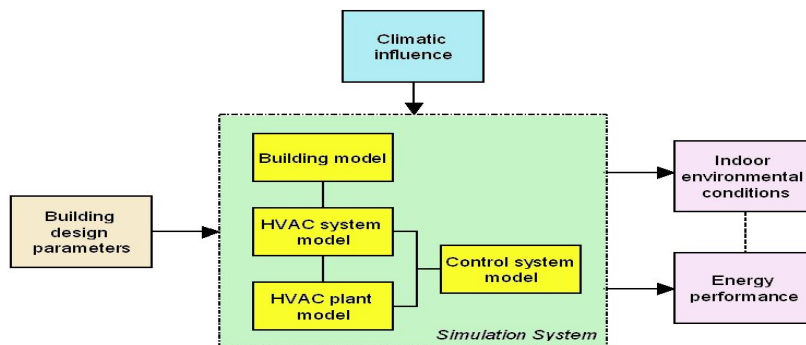 Climatic
influence
Building model
Indoor
environmental
conditions
Building
design
parameters
HVAC system
model
Control system
model
HVAC plant
model
Energy
performance
Simulation System